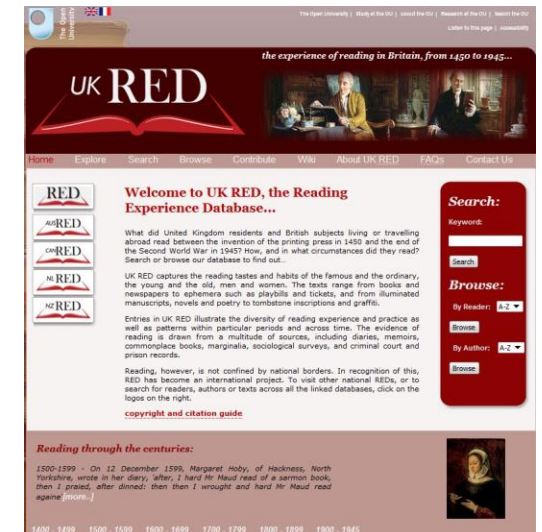 The Open University
The Open University | Study at the OU | About the OU | Research at the OU | Search the OU
Listen to this page | Accessibility
the experience of reading in Britain, from 1450 to 1945...
UK RED
Home Explore Search Browse Contribute Wiki About UK RED FAQs Contact Us
RED
AUSRED
CANRED
NL RED
NZ RED
Welcome to UK RED, the Reading
Experience Database...
What did United Kingdom residents and British subjects living or travelling
abroad read between the invention of the printing press in 1450 and the end of
the Second World War in 1945? How, and in what circumstances did they read?
Search or browse our database to find out..
UK RED captures the reading tastes and habits of the famous and the ordinary,
the young and the old, men and women. The texts range from books and
newspapers to ephemera such as playbills and tickets, and from illuminated
manuscripts, novels and poetry to tombstone inscriptions and graffiti.
Entries in UK RED illustrate the diversity of reading experience and practice as
well as patterns within particular periods and across time. The evidence of
reading is drawn from a multitude of sources, including diaries, memoirs,
commonplace books, marginalia, sociological surveys, and criminal court and
prison records.
Reading, however, is not confined by national borders. In recognition of this,
RED has become an international project. To visit other national REDs, or to
search for readers, authors or texts across all the linked databases, click on the
logos on the right.
copyright and citation guide
Search:
Keyword:
Search
Browse:
By Reader: A-Z
Browse
By Author: A-Z
Browse
Reading through the centuries:
1500-1599 - On 12 December 1599, Margaret Hoby, of Hackness, North
Yorkshire, wrote in her diary, 'after, I hard Mr Maud read of a sarmon book,
then I praied, after dinned: then then I wrought and hard Mr Maud read
againe [more..]
1400 - 1499 1500 - 1599 1600 - 1699 1700 - 1799 1800 - 1899 1900 - 1945